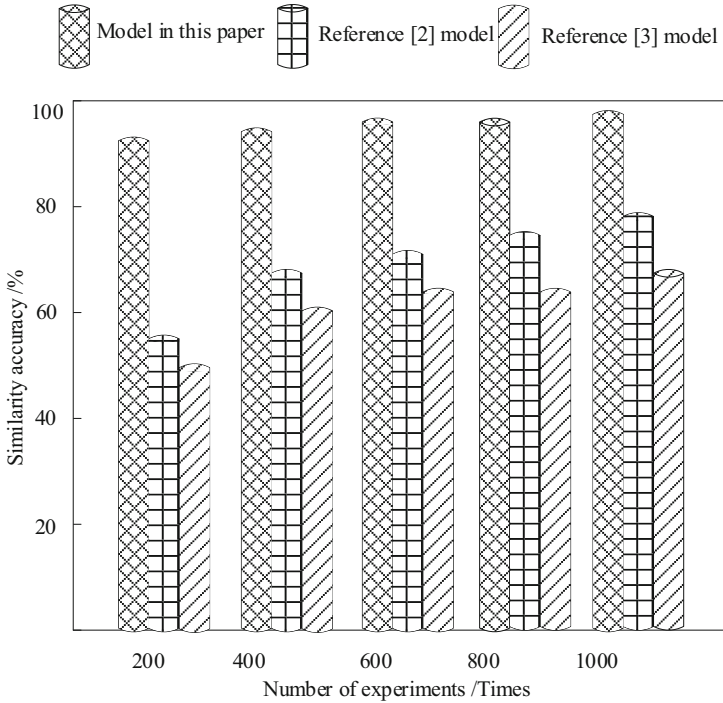 Model in this paper
Reference [2] model
Reference [3] model
100
80
60
40
20
Similarity accuracy /%
200 400 600 800 1000
Number of experiments /Times